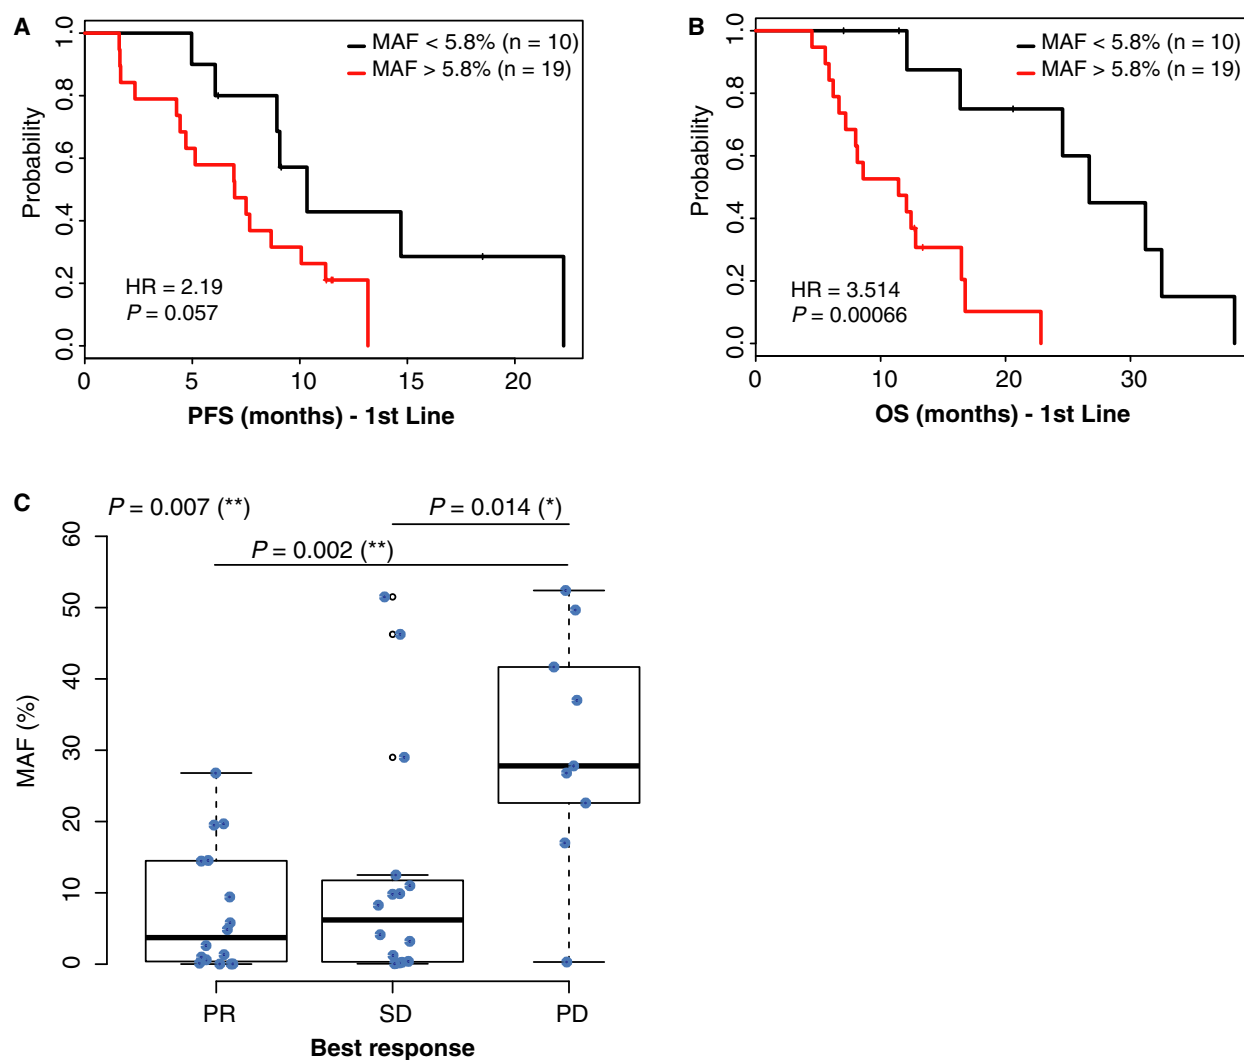 A
MAF < 5.8% (n = 10)
MAF > 5.8% (n = 19)
Probability
1.0
0.8
0.6
0.4
0.2
0.0
HR = 2.19
P = 0.057
0 5 10 15 20
PFS (months) - 1st Line
B
MAF < 5.8% (n = 10)
MAF > 5.8% (n = 19)
Probability
1.0
0.8
0.6
0.4
0.2
0.0
HR = 3.514
P = 0.00066
0 10 20 30
OS (months) - 1st Line
C
P = 0.007 (**)
P = 0.014 (*)
P = 0.002 (**)
MAF (%)
60
50
40
30
20
10
0
PR SD PD
Best response